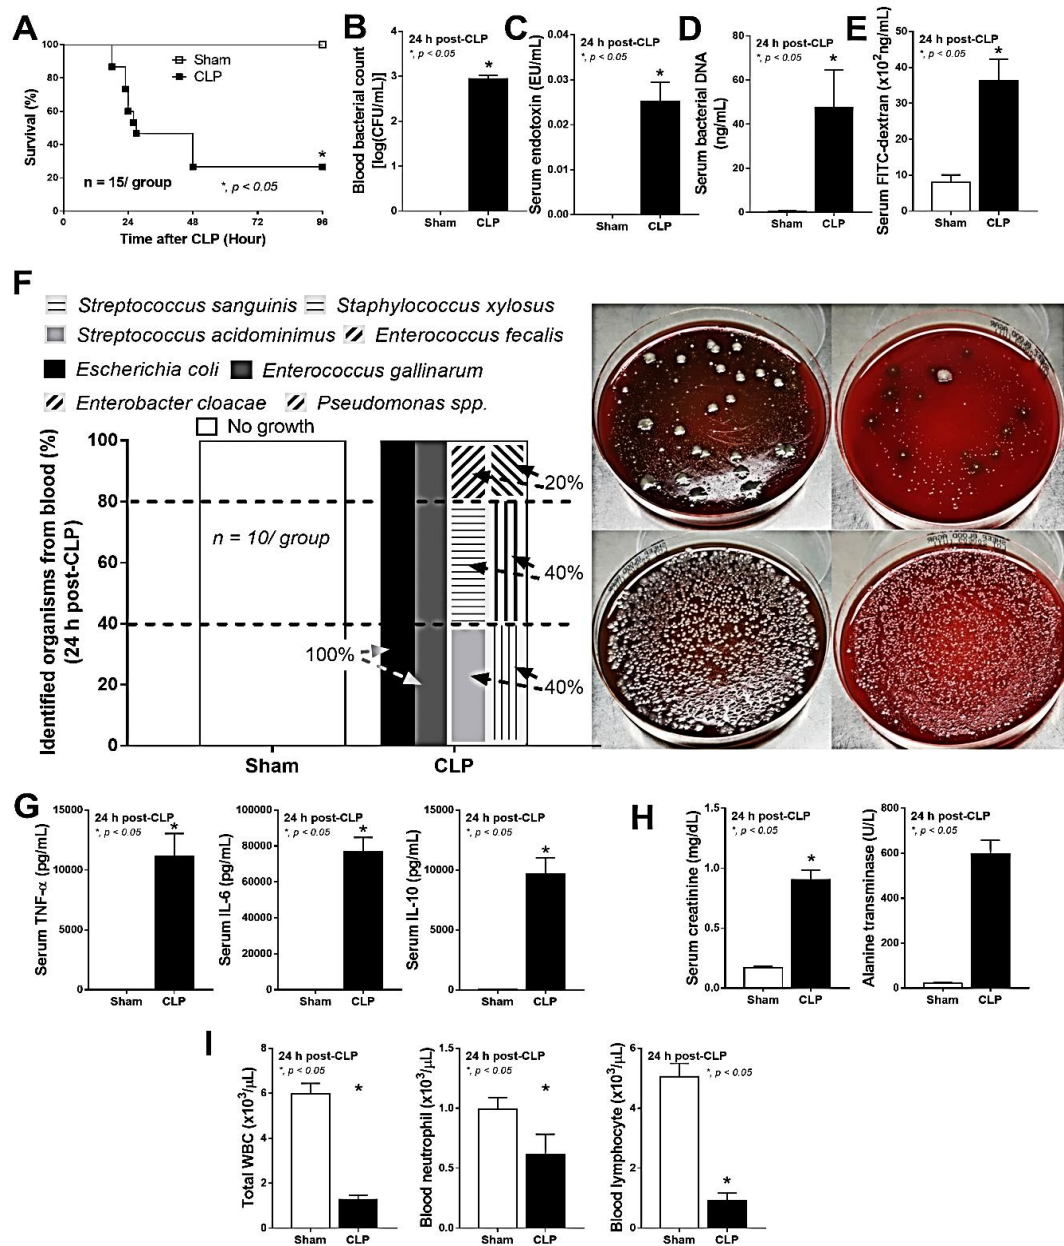 A
Survival (%)
100
80
60
40
20
0
Sham
CLP
*
n = 15/ group
*, p < 0.05
0 24 48 72 96
Time after CLP (Hour)
B
24 h post-CLP
*, p < 0.05
*
Blood bacterial count
[log(CFU/mL)]
4
3
2
1
0
Sham CLP
C
24 h post-CLP
*, p < 0.05
*
Serum endotoxin (EU/mL)
0.04
0.03
0.02
0.01
0.00
Sham CLP
D
24 h post-CLP
*, p < 0.05
*
Serum bacterial DNA
(ng/mL)
80
60
40
20
0
Sham CLP
E
24 h post-CLP
*, p < 0.05
*
Serum FITC-dextran (x10²ng/mL)
50
40
30
20
10
0
Sham CLP
F
Streptococcus sanguinis Staphylococcus xylosus
Streptococcus acidominimus Enterococcus fecalis
Escherichia coli Enterococcus gallinarum
Enterobacter cloacae Pseudomonas spp.
No growth
Identified organisms from blood (%)
(24 h post-CLP)
100
80
60
40
20
0
n = 10/ group
100%
20%
40%
40%
Sham CLP
SHEEP BLOOD AGAR
G
24 h post-CLP
*, p < 0.05
*
Serum TNF-α (pg/mL)
15000
10000
5000
0
Sham CLP
24 h post-CLP
*, p < 0.05
*
Serum IL-6 (pg/mL)
100000
80000
60000
40000
20000
0
Sham CLP
24 h post-CLP
*, p < 0.05
*
Serum IL-10 (pg/mL)
15000
10000
5000
0
Sham CLP
H
24 h post-CLP
*, p < 0.05
*
Serum creatinine (mg/dL)
1.5
1.0
0.5
0.0
Sham CLP
24 h post-CLP
*, p < 0.05
Alanine transminase (U/L)
800
600
400
200
0
Sham CLP
I
24 h post-CLP
*, p < 0.05
*
Total WBC (x10³/µL)
8
6
4
2
0
Sham CLP
24 h post-CLP
*, p < 0.05
*
Blood neutrophil (x10³/µL)
1.5
1.0
0.5
0.0
Sham CLP
24 h post-CLP
*, p < 0.05
*
Blood lymphocyte (x10³/µL)
6
4
2
0
Sham CLP